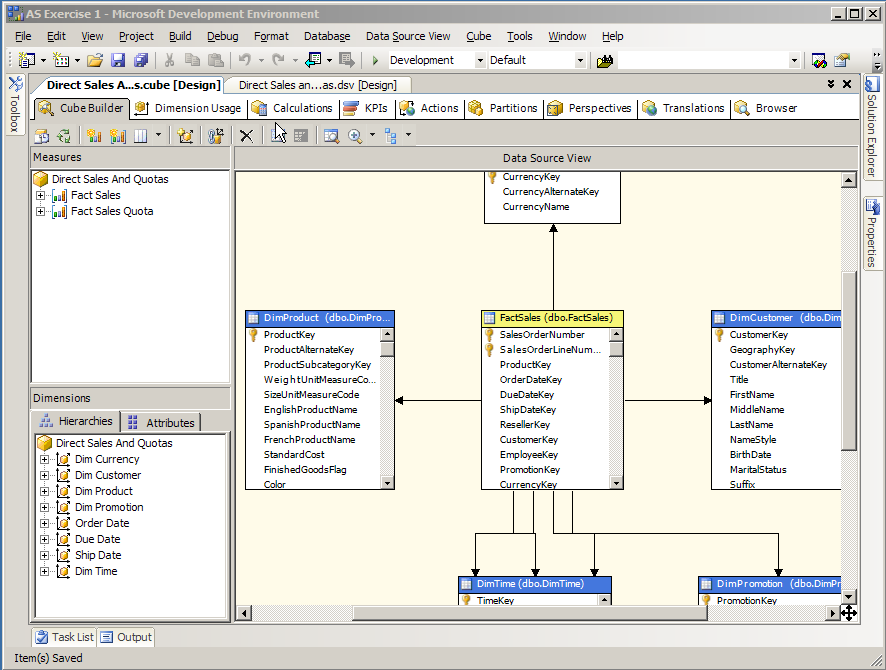 AS Exercise 1 - Microsoft Development Environment
File Edit View Project Build Debug Format Database Data Source View Cube Tools Window Help
Development Default
Direct Sales A...s.cube [Design] Direct Sales an...as.dsv [Design]
Toolbox
Cube Builder Dimension Usage Calculations KPIs Actions Partitions Perspectives Translations Browser
Solution Explorer
Properties
Measures
Direct Sales And Quotas
Fact Sales
Fact Sales Quota
Dimensions
Hierarchies Attributes
Direct Sales And Quotas
Dim Currency
Dim Customer
Dim Product
Dim Promotion
Order Date
Due Date
Ship Date
Dim Time
Data Source View
CurrencyKey
CurrencyAlternateKey
CurrencyName
DimProduct (dbo.DimPro...
ProductKey
ProductAlternateKey
ProductSubcategoryKey
WeightUnitMeasureCo...
SizeUnitMeasureCode
EnglishProductName
SpanishProductName
FrenchProductName
StandardCost
FinishedGoodsFlag
Color
FactSales (dbo.FactSales)
SalesOrderNumber
SalesOrderLineNum...
ProductKey
OrderDateKey
DueDateKey
ShipDateKey
ResellerKey
CustomerKey
EmployeeKey
PromotionKey
CurrencyKey
DimCustomer (dbo.Dim
CustomerKey
GeographyKey
CustomerAlternateKey
Title
FirstName
MiddleName
LastName
NameStyle
BirthDate
MaritalStatus
Suffix
DimTime (dbo.DimTime)
TimeKey
DimPromotion (dbo.DimPr
PromotionKey
Task List Output
Item(s) Saved